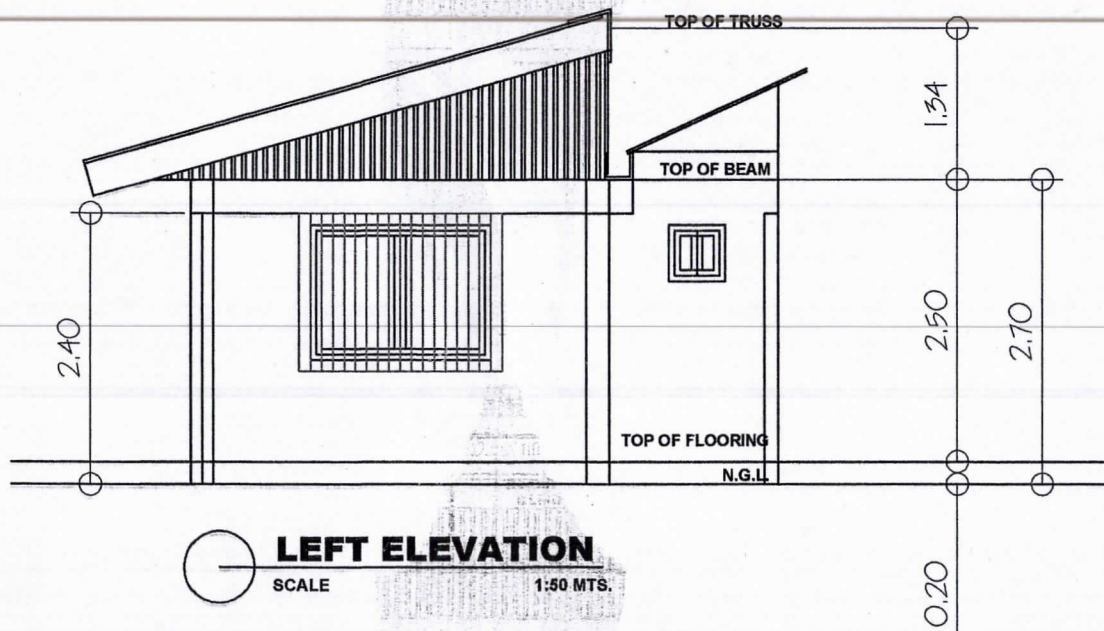 TOP OF TRUSS
1.34
TOP OF BEAM
2.40
2.50
2.70
TOP OF FLOORING
N.G.L
LEFT ELEVATION
SCALE 1:50 MTS.
0.20